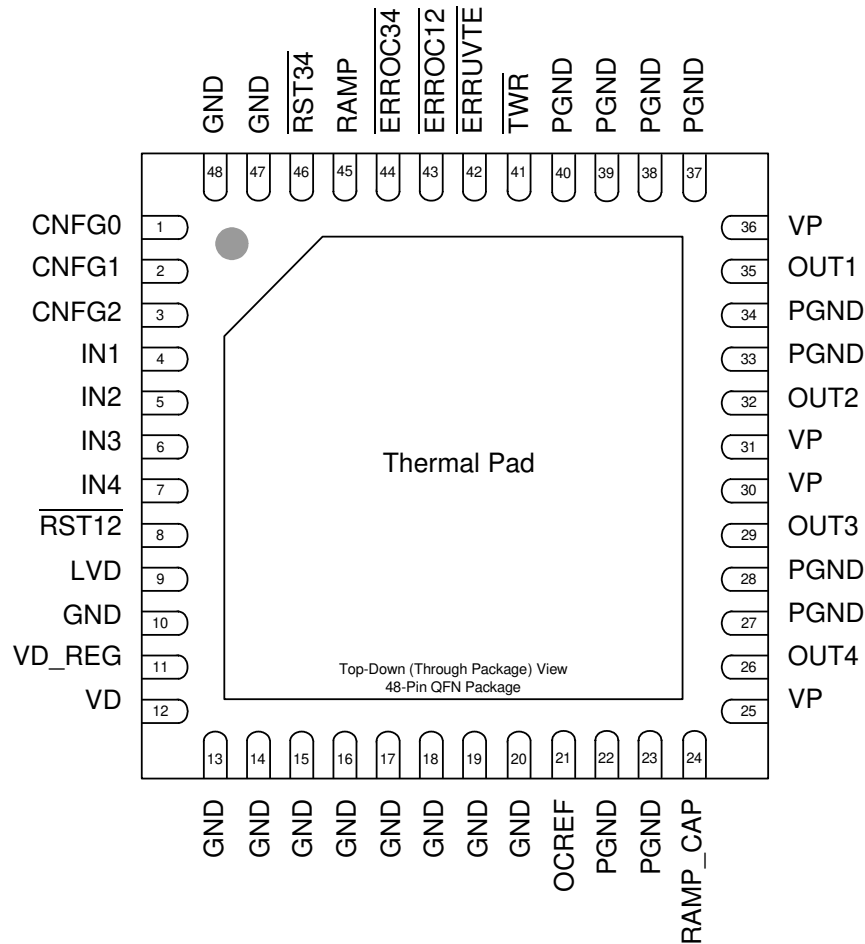 GND
GND
RST34
RAMP
ERROC34
ERROC12
ERRUVTE
TWR
PGND
PGND
PGND
PGND
48 47 46 45 44 43 42 41 40 39 38 37
CNFG0 1
CNFG1 2
CNFG2 3
IN1 4
IN2 5
IN3 6
IN4 7
RST12 8
LVD 9
GND 10
VD_REG 11
VD 12
36 VP
35 OUT1
34 PGND
33 PGND
32 OUT2
31 VP
30 VP
29 OUT3
28 PGND
27 PGND
26 OUT4
25 VP
Thermal Pad
Top-Down (Through Package) View
48-Pin QFN Package
13 14 15 16 17 18 19 20 21 22 23 24
GND
GND
GND
GND
GND
GND
GND
GND
OCREF
PGND
PGND
RAMP_CAP